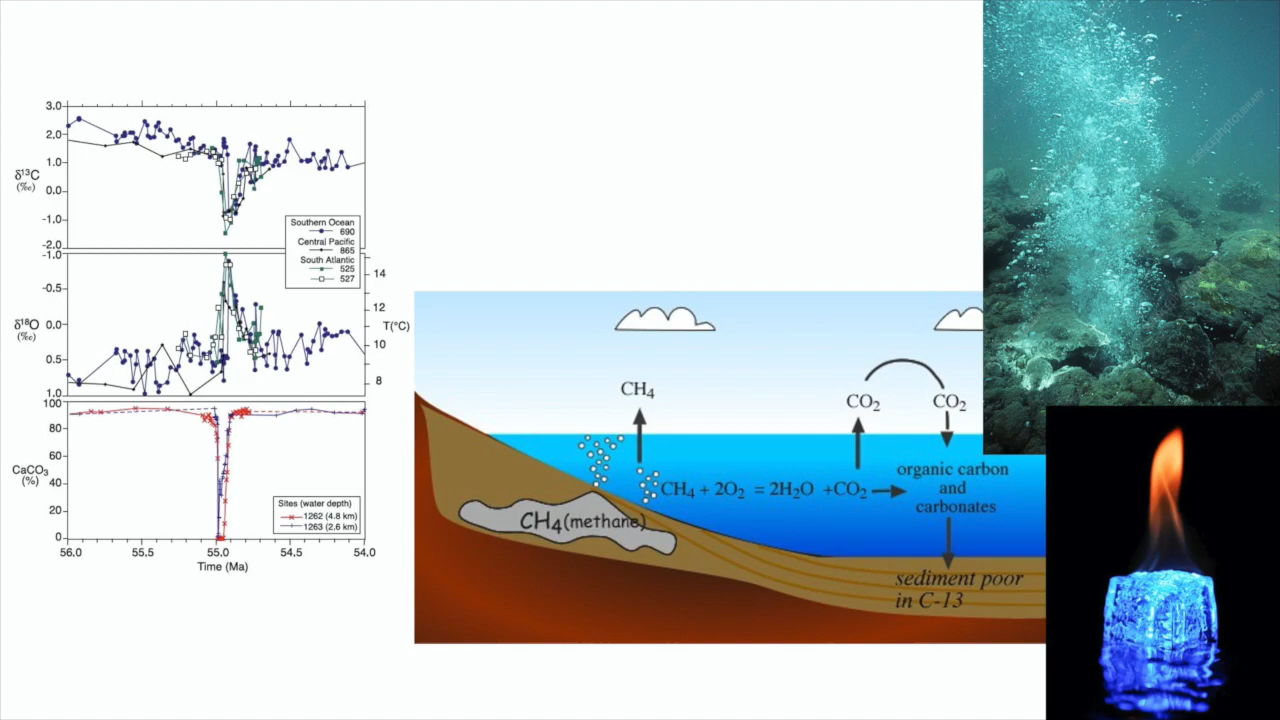 3.0
2.0
1.0
0.0
-1.0
-2.0
δ¹³C
(‰)
Southern Ocean
690
Central Pacific
865
South Atlantic
525
527
-1.0
-0.5
0.0
0.5
1.0
δ¹⁸O
(‰)
14
12
T(°C)
10
8
100
80
60
40
20
0
CaCO₃
(%)
Sites (water depth)
1262 (4.8 km)
1263 (2.6 km)
56.0 55.5 55.0 54.5 54.0
Time (Ma)
CH₄
CO₂ CO₂
CH₄ + 2O₂ = 2H₂O +CO₂
organic carbon
and
carbonates
CH₄(methane)
sediment poor
in C-13
SCIENCEphotoLIBRARY